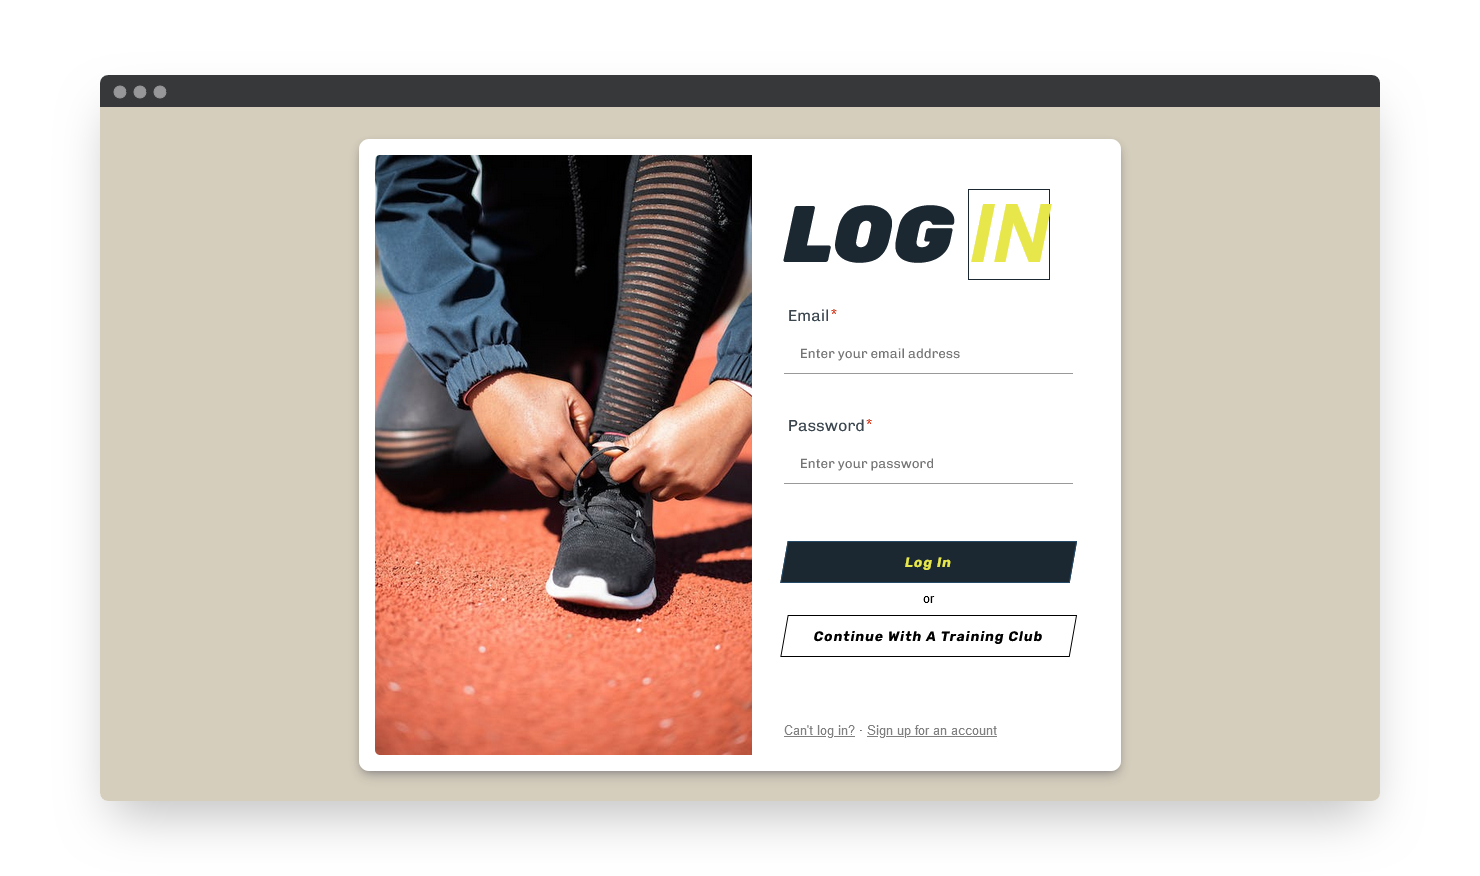 LOG IN
Email*
Enter your email address
Password*
Enter your password
Log In
or
Continue With A Training Club
Can't log in? · Sign up for an account